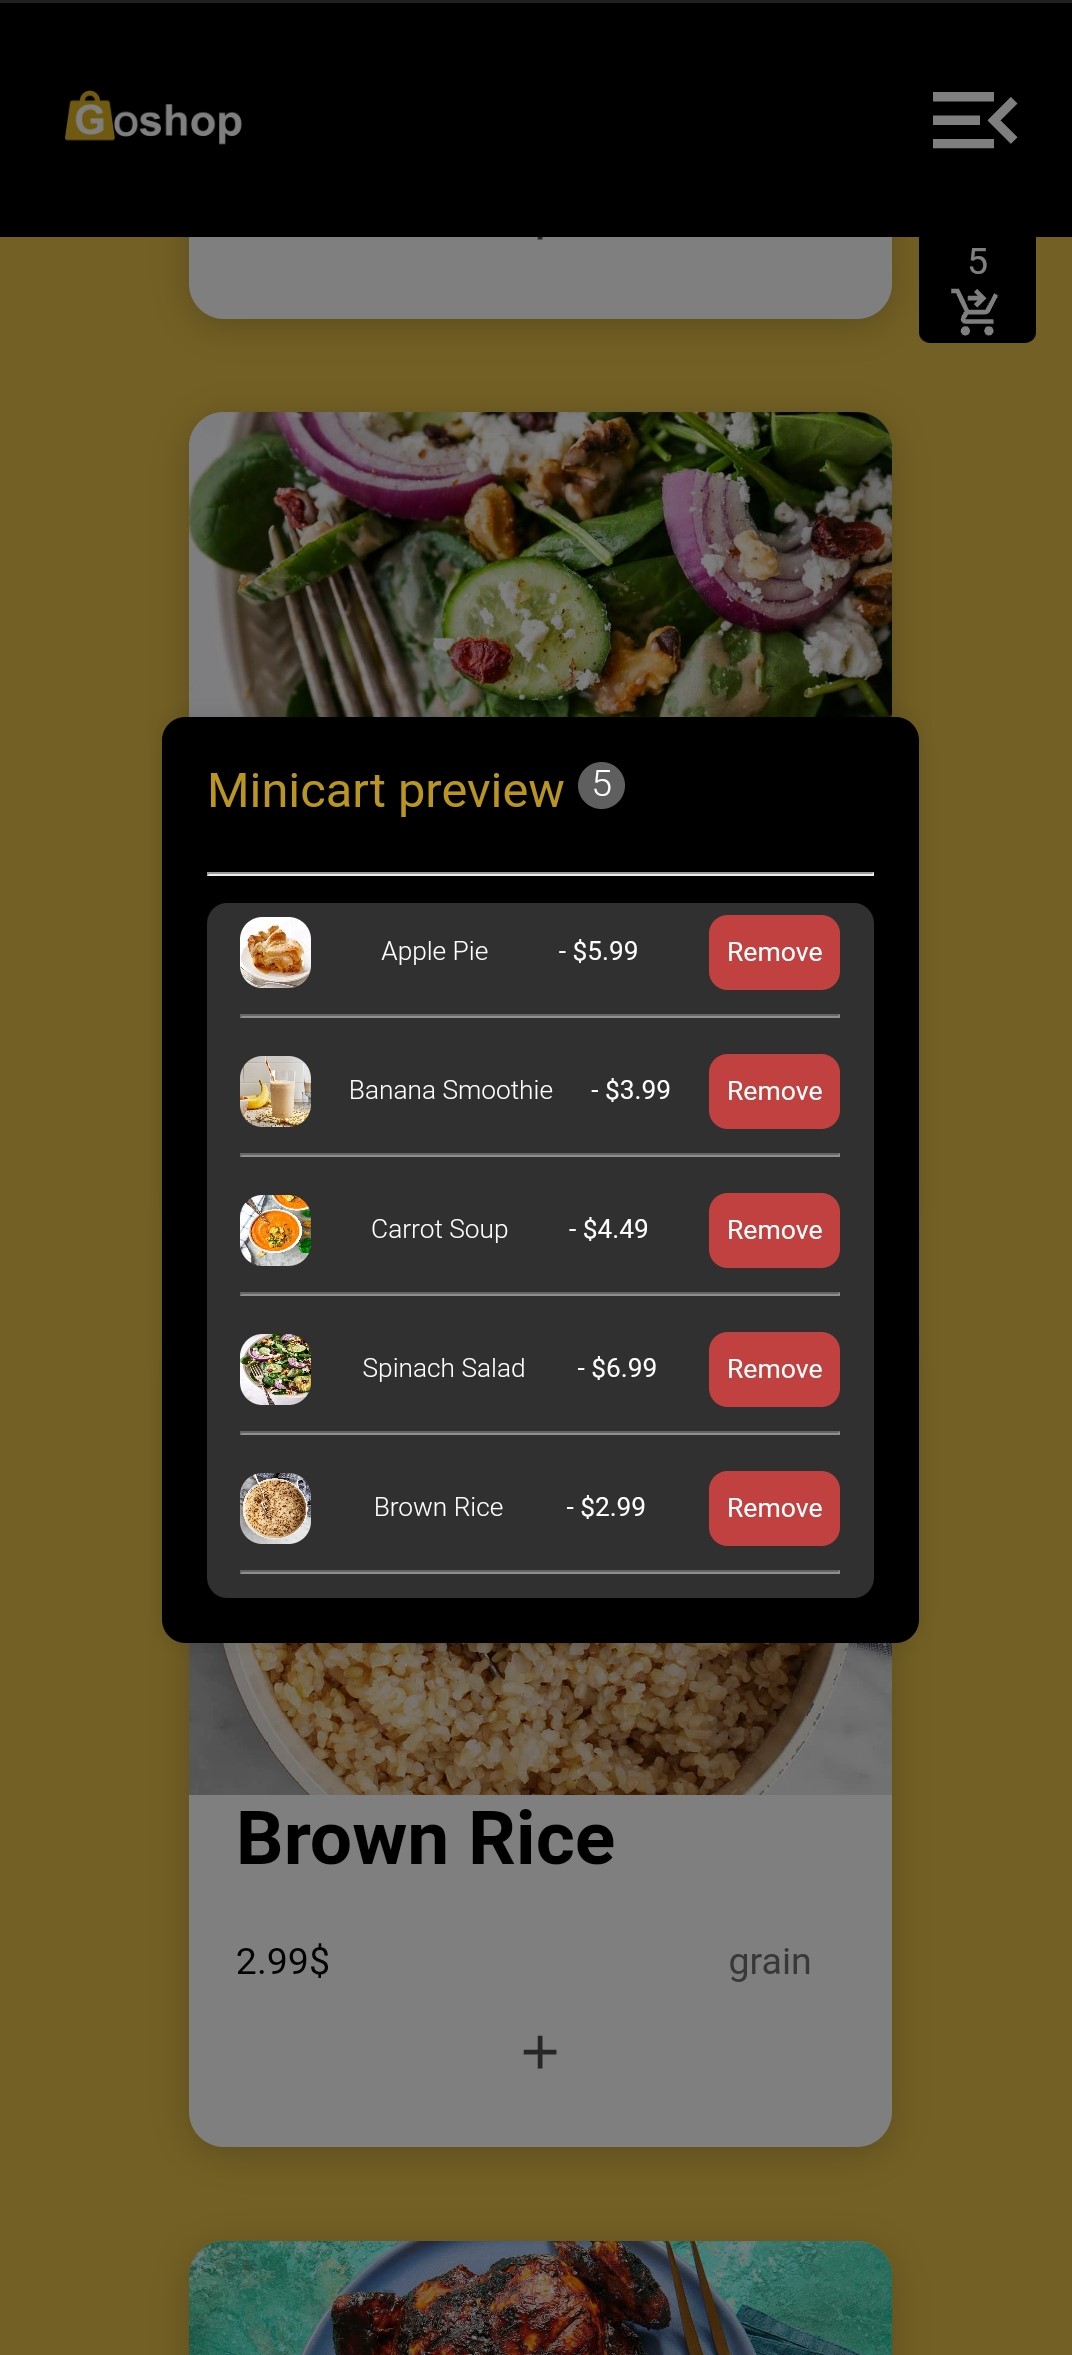 Goshop
5
Minicart preview 5
Apple Pie - $5.99 Remove
Banana Smoothie - $3.99 Remove
Carrot Soup - $4.49 Remove
Spinach Salad - $6.99 Remove
Brown Rice - $2.99 Remove
Brown Rice
2.99$ grain
+